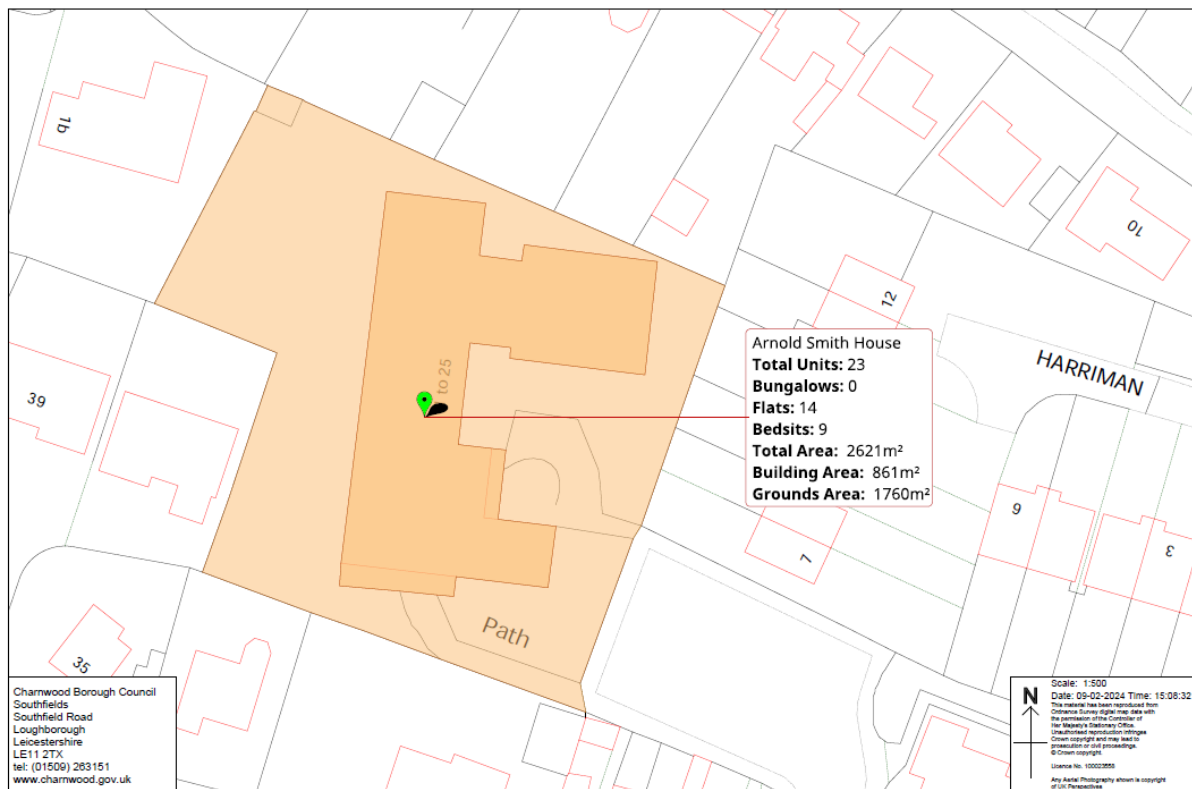 1b
10
12
HARRIMAN
Arnold Smith House
Total Units: 23
Bungalows: 0
Flats: 14
Bedsits: 9
Total Area: 2621m²
Building Area: 861m²
Grounds Area: 1760m²
to 25
39
6
3
7
Path
35
Charnwood Borough Council
Southfields
Southfield Road
Loughborough
Leicestershire
LE11 2TX
tel: (01509) 263151
www.charnwood.gov.uk
N
Scale: 1:500
Date: 09-02-2024 Time: 15:08:32
This material has been reproduced from
Ordnance Survey digital map data with
the permission of the Controller of
Her Majesty's Stationery Office.
Unauthorised reproduction infringes
Crown copyright and may lead to
prosecution or civil proceedings.
© Crown copyright.
Licence No. 100023558
Any Aerial Photography shown is copyright
of UK Perspectives